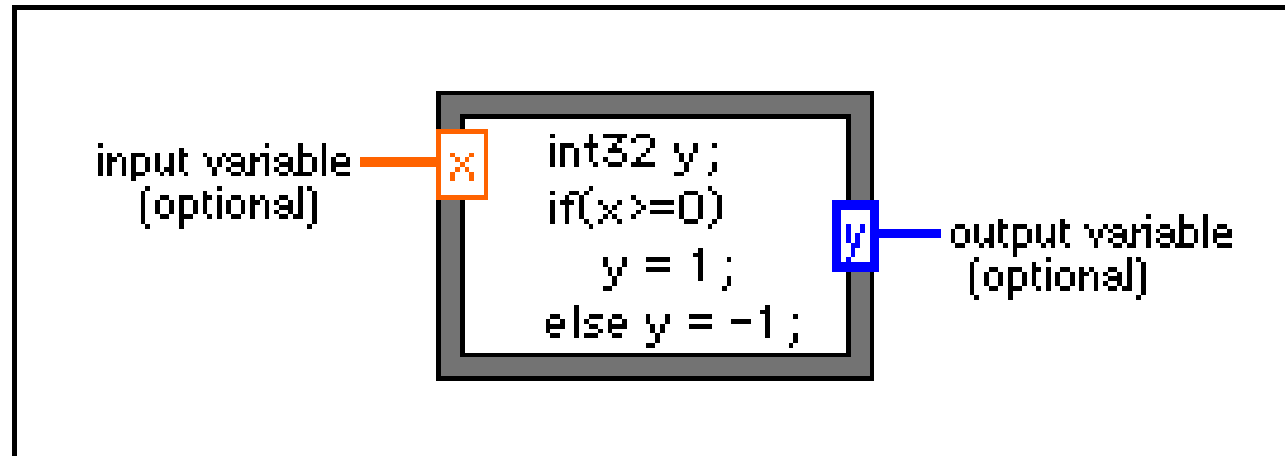 input variable
(optional)
x
int32 y;
if(x>=0)
y = 1;
else y = -1;
y
output variable
(optional)